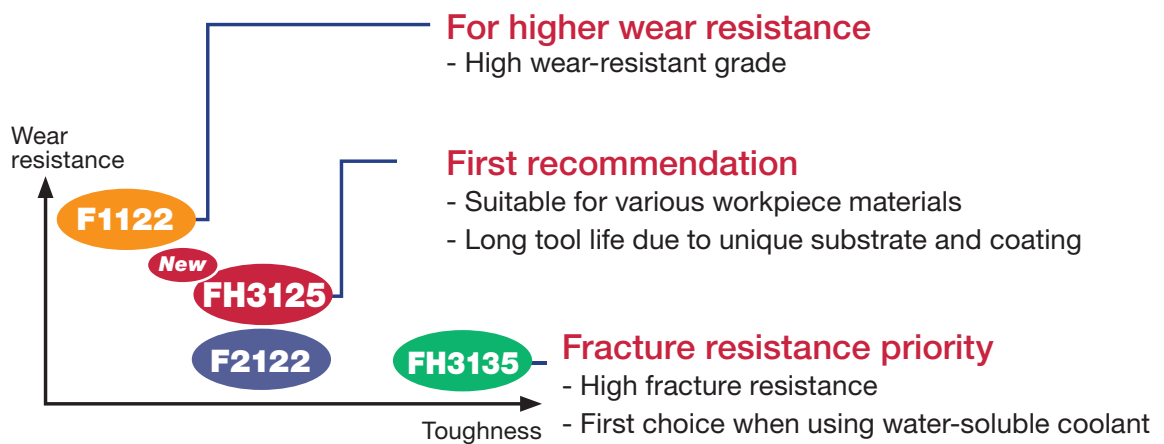 For higher wear resistance
- High wear-resistant grade
Wear
resistance
First recommendation
- Suitable for various workpiece materials
- Long tool life due to unique substrate and coating
F1122
New
FH3125
F2122
FH3135
Fracture resistance priority
- High fracture resistance
- First choice when using water-soluble coolant
Toughness